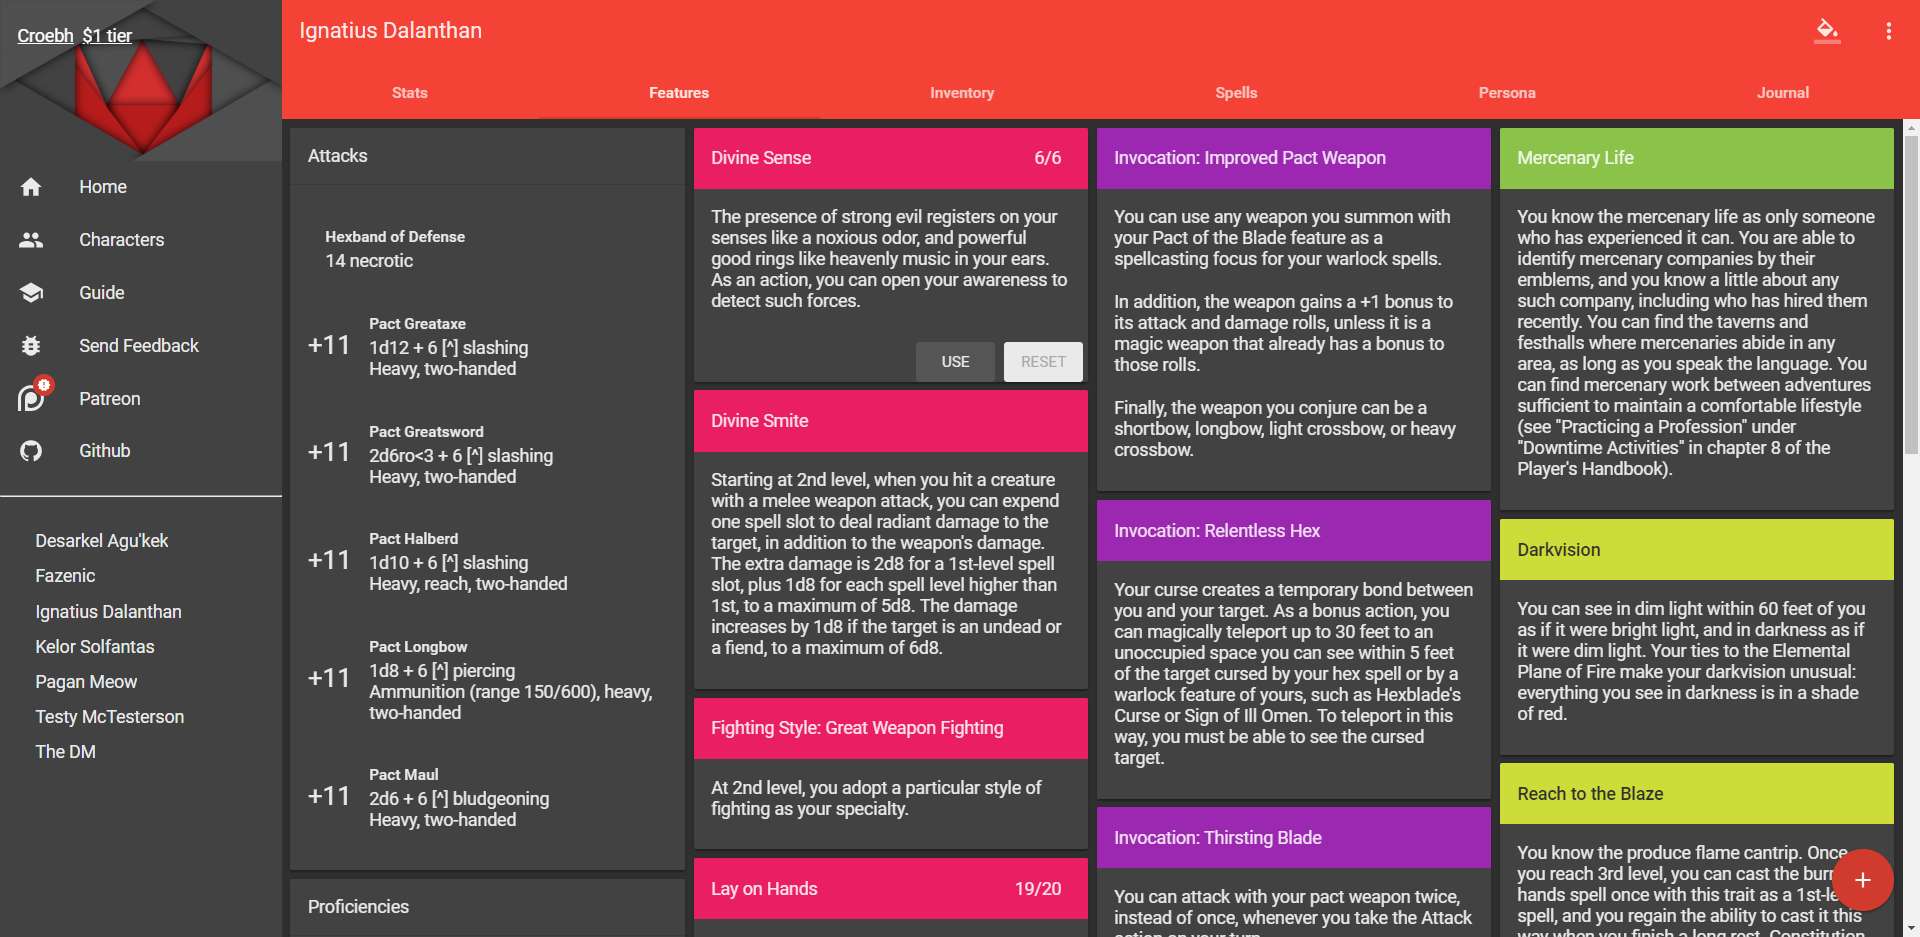 Croebh $1 tier
Home
Characters
Guide
Send Feedback
Patreon
Github
Desarkel Agu'kek
Fazenic
Ignatius Dalanthan
Kelor Solfantas
Pagan Meow
Testy McTesterson
The DM
Ignatius Dalanthan
Stats Features Inventory Spells Persona Journal
Attacks
Hexband of Defense
14 necrotic
+11
Pact Greataxe
1d12 + 6 [^] slashing
Heavy, two-handed
+11
Pact Greatsword
2d6ro<3 + 6 [^] slashing
Heavy, two-handed
+11
Pact Halberd
1d10 + 6 [^] slashing
Heavy, reach, two-handed
+11
Pact Longbow
1d8 + 6 [^] piercing
Ammunition (range 150/600), heavy,
two-handed
+11
Pact Maul
2d6 + 6 [^] bludgeoning
Heavy, two-handed
Proficiencies
Divine Sense 6/6
The presence of strong evil registers on your
senses like a noxious odor, and powerful
good rings like heavenly music in your ears.
As an action, you can open your awareness to
detect such forces.
USE RESET
Divine Smite
Starting at 2nd level, when you hit a creature
with a melee weapon attack, you can expend
one spell slot to deal radiant damage to the
target, in addition to the weapon's damage.
The extra damage is 2d8 for a 1st-level spell
slot, plus 1d8 for each spell level higher than
1st, to a maximum of 5d8. The damage
increases by 1d8 if the target is an undead or
a fiend, to a maximum of 6d8.
Fighting Style: Great Weapon Fighting
At 2nd level, you adopt a particular style of
fighting as your specialty.
Lay on Hands 19/20
Invocation: Improved Pact Weapon
You can use any weapon you summon with
your Pact of the Blade feature as a
spellcasting focus for your warlock spells.
In addition, the weapon gains a +1 bonus to
its attack and damage rolls, unless it is a
magic weapon that already has a bonus to
those rolls.
Finally, the weapon you conjure can be a
shortbow, longbow, light crossbow, or heavy
crossbow.
Invocation: Relentless Hex
Your curse creates a temporary bond between
you and your target. As a bonus action, you
can magically teleport up to 30 feet to an
unoccupied space you can see within 5 feet
of the target cursed by your hex spell or by a
warlock feature of yours, such as Hexblade's
Curse or Sign of Ill Omen. To teleport in this
way, you must be able to see the cursed
target.
Invocation: Thirsting Blade
You can attack with your pact weapon twice,
instead of once, whenever you take the Attack
action on your turn.
Mercenary Life
You know the mercenary life as only someone
who has experienced it can. You are able to
identify mercenary companies by their
emblems, and you know a little about any
such company, including who has hired them
recently. You can find the taverns and
festhalls where mercenaries abide in any
area, as long as you speak the language. You
can find mercenary work between adventures
sufficient to maintain a comfortable lifestyle
(see "Practicing a Profession" under
"Downtime Activities" in chapter 8 of the
Player's Handbook).
Darkvision
You can see in dim light within 60 feet of you
as if it were bright light, and in darkness as if
it were dim light. Your ties to the Elemental
Plane of Fire make your darkvision unusual:
everything you see in darkness is in a shade
of red.
Reach to the Blaze
You know the produce flame cantrip. Once
you reach 3rd level, you can cast the
hands spell once with this trait as a
spell, and you regain the ability to cast it this
way when you finish a long rest. Constitution